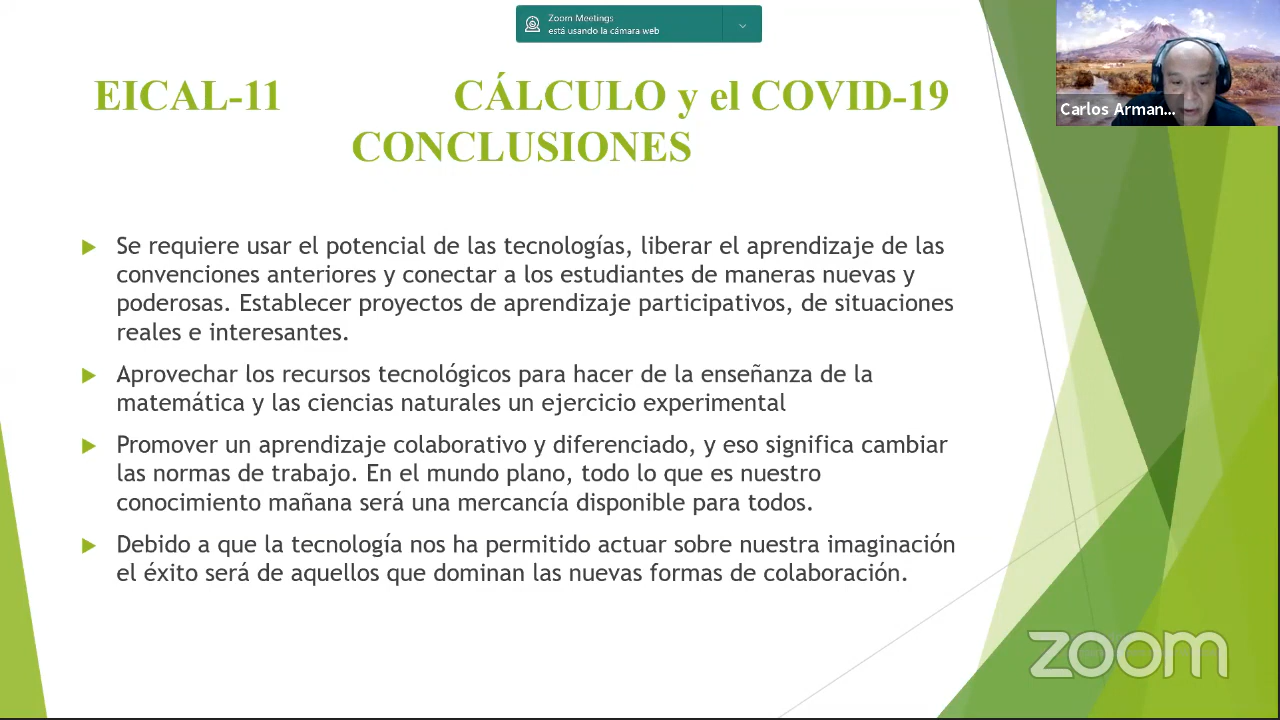 Zoom Meetings
está usando la cámara web
EICAL-11 CÁLCULO y el COVID-19
CONCLUSIONES
Carlos Arman...
Se requiere usar el potencial de las tecnologías, liberar el aprendizaje de las
convenciones anteriores y conectar a los estudiantes de maneras nuevas y
poderosas. Establecer proyectos de aprendizaje participativos, de situaciones
reales e interesantes.
Aprovechar los recursos tecnológicos para hacer de la enseñanza de la
matemática y las ciencias naturales un ejercicio experimental
Promover un aprendizaje colaborativo y diferenciado, y eso significa cambiar
las normas de trabajo. En el mundo plano, todo lo que es nuestro
conocimiento mañana será una mercancía disponible para todos.
Debido a que la tecnología nos ha permitido actuar sobre nuestra imaginación
el éxito será de aquellos que dominan las nuevas formas de colaboración.
zoom